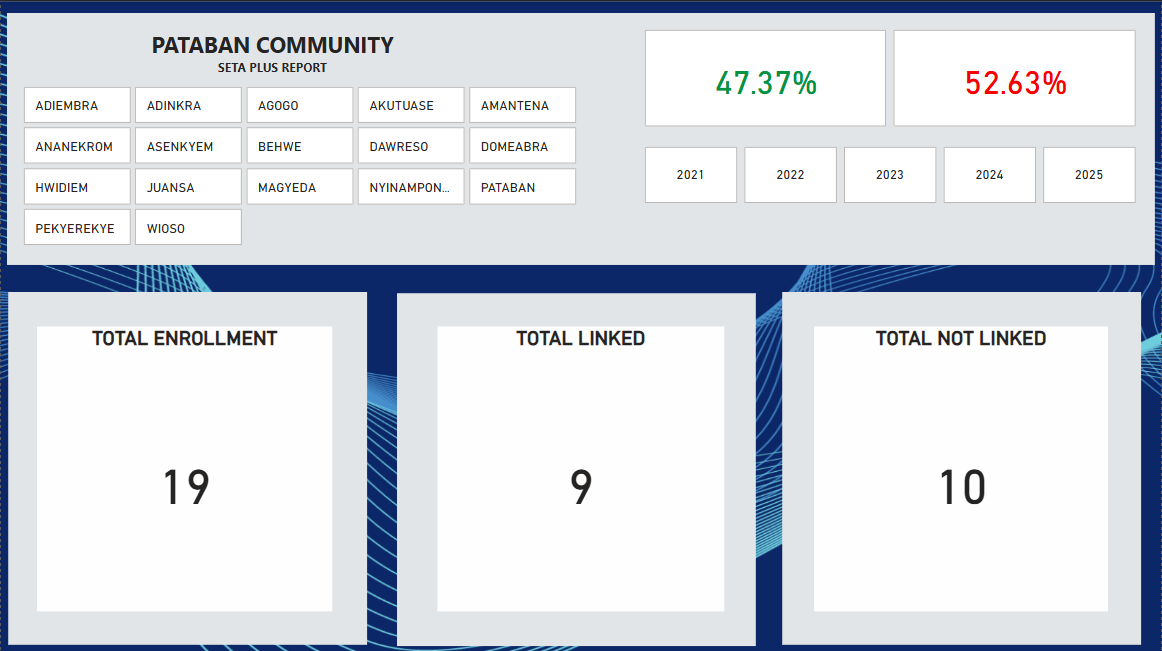 PATABAN COMMUNITY
SETA PLUS REPORT
47.37%
52.63%
ADIEMBRA
ADINKRA
AGOGO
AKUTUASE
AMANTENA
ANANEKROM
ASENKYEM
BEHWE
DAWRESO
DOMEABRA
HWIDIEM
JUANSA
MAGYEDA
NYINAMPON...
PATABAN
PEKYEREKYE
WIOSO
2021
2022
2023
2024
2025
TOTAL ENROLLMENT
19
TOTAL LINKED
9
TOTAL NOT LINKED
10